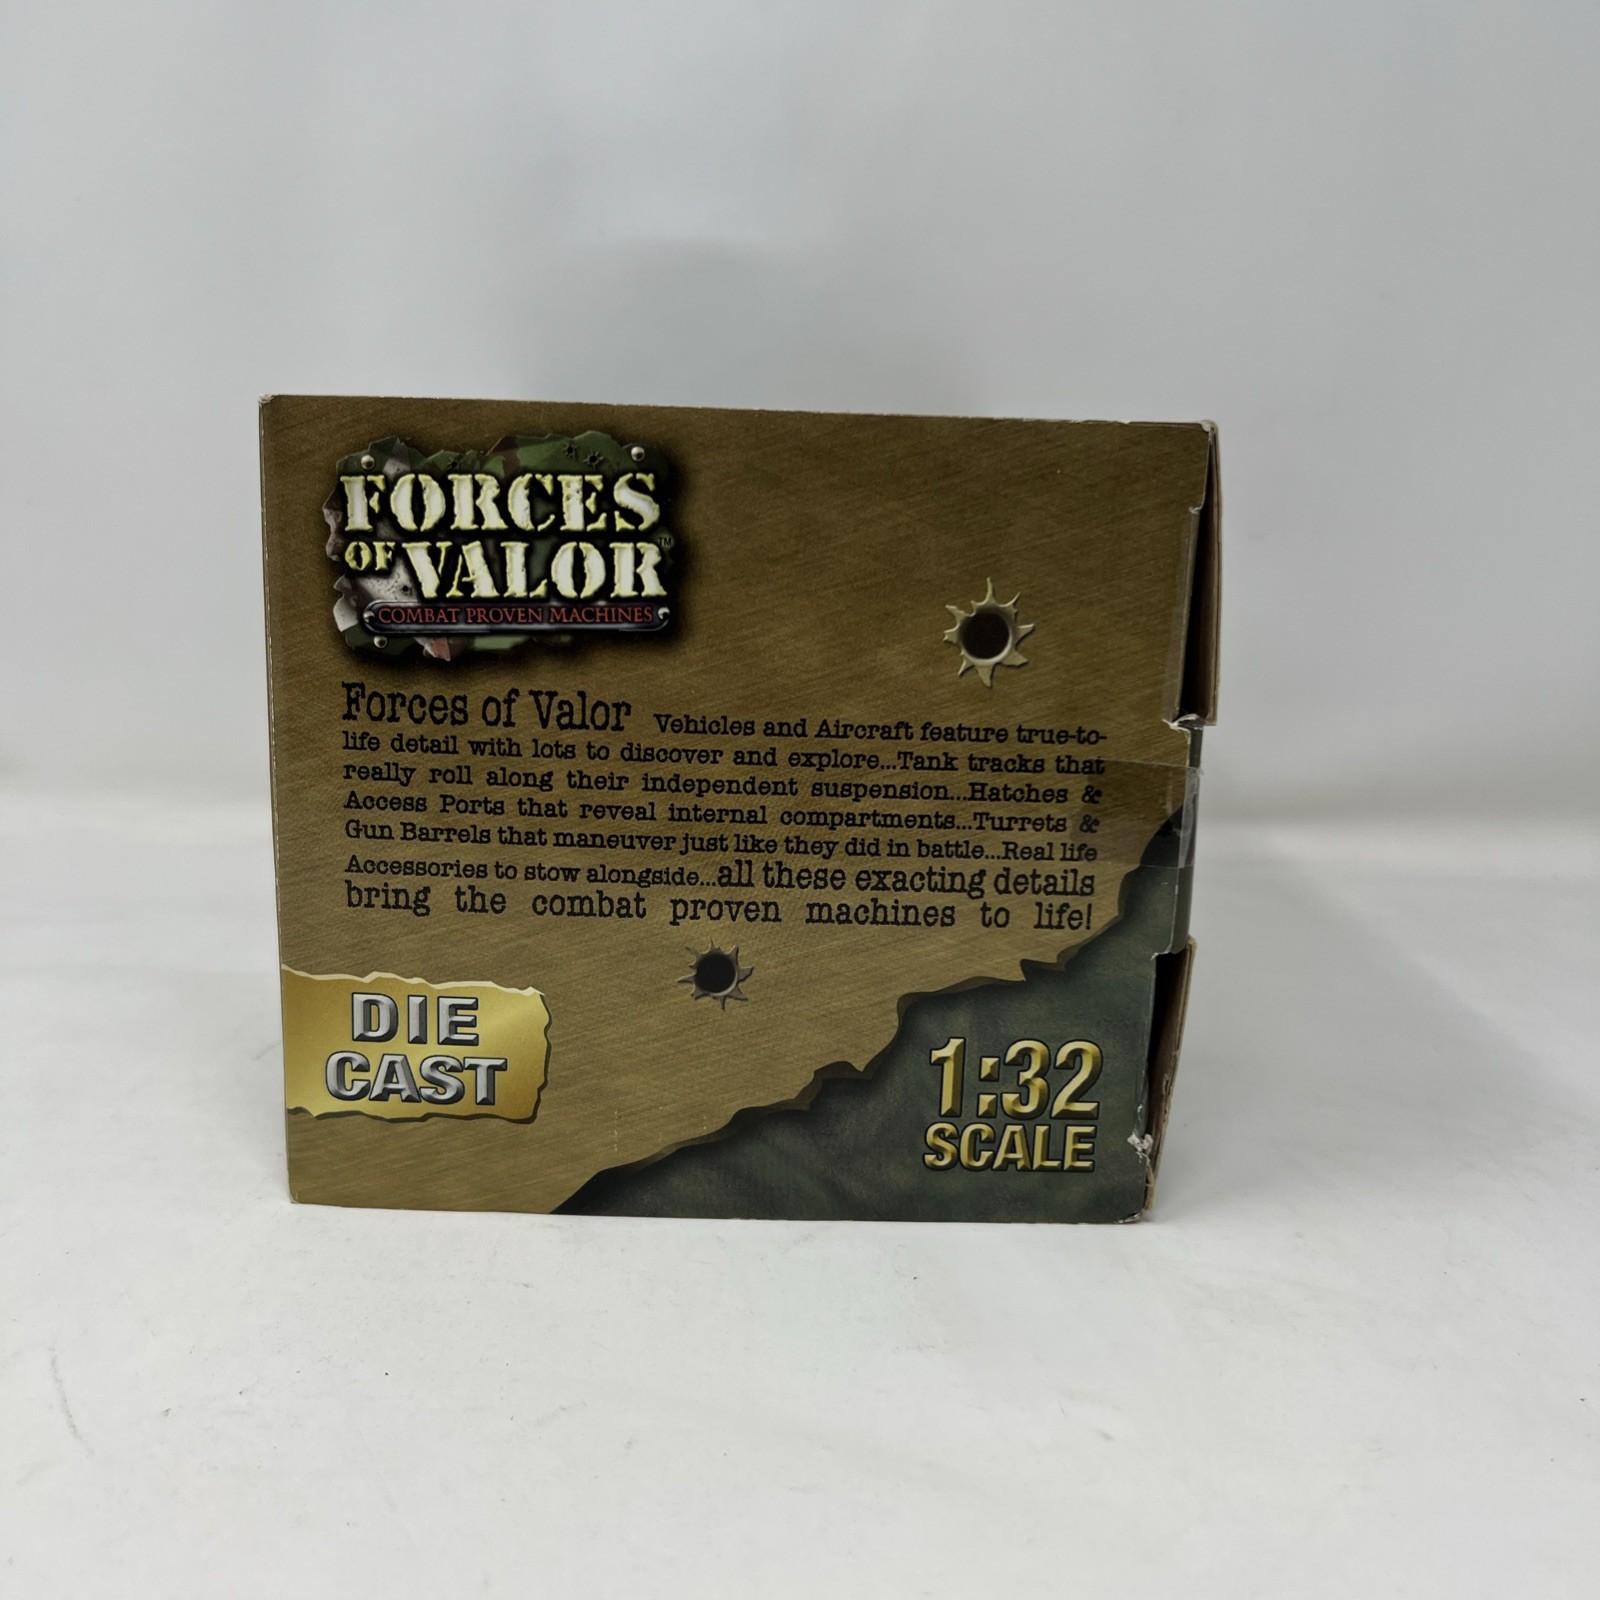 FORCES
OF VALOR™
COMBAT PROVEN MACHINES
Forces of Valor Vehicles and Aircraft feature true-to-
life detail with lots to discover and explore...Tank tracks that
really roll along their independent suspension...Hatches &
Access Ports that reveal internal compartments...Turrets &
Gun Barrels that maneuver just like they did in battle...Real life
Accessories to stow alongside...all these exacting details
bring the combat proven machines to life!
DIE
CAST
1:32
SCALE